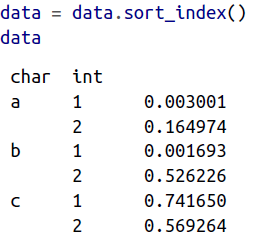 data = data.sort_index()
data
char int
a 1 0.003001
2 0.164974
b 1 0.001693
2 0.526226
c 1 0.741650
2 0.569264